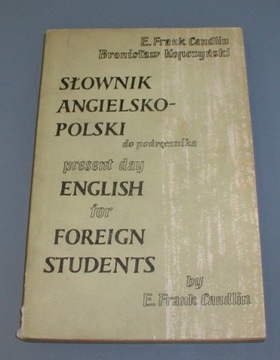 E. Frank Candlin
Bronisław Kopczyński
SŁOWNIK
ANGIELSKO-
POLSKI
do podręcznika
present day
ENGLISH
for
FOREIGN
STUDENTS
by
E. Frank Candlin